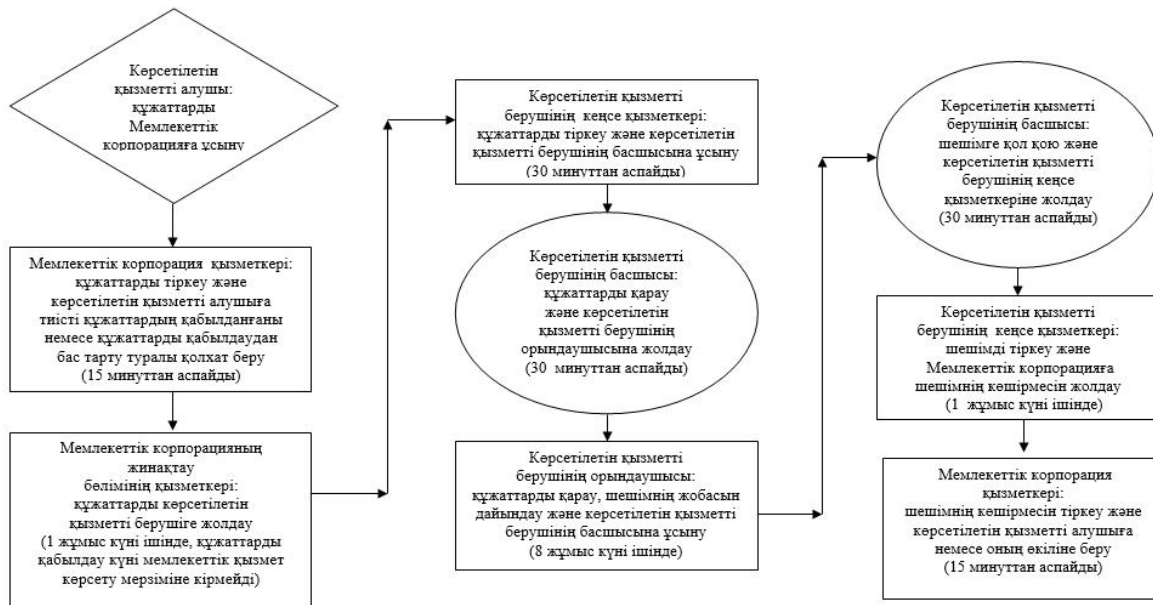 Көрсетілетін
қызметті алушы:
құжаттарды
Мемлекеттік
корпорацияға ұсыну
Мемлекеттік корпорация қызметкері:
құжаттарды тіркеу және
көрсетілетін қызметті алушыға
тиісті құжаттардың қабылданғаны
немесе құжаттарды қабылдаудан
бас тарту туралы қолхат беру
(15 минуттан аспайды)
Мемлекеттік корпорацияның
жинақтау
бөлімінің қызметкері:
құжаттарды көрсетілетін
қызметті берушіге жолдау
(1 жұмыс күні ішінде, құжаттарды
қабылдау күні мемлекеттік қызмет
көрсету мерзіміне кірмейді)
Көрсетілетін қызметті
берушінің кеңсе қызметкері:
құжаттарды тіркеу және көрсетілетін
қызметті берушінің басшысына ұсыну
(30 минуттан аспайды)
Көрсетілетін қызметті
берушінің басшысы:
құжаттарды қарау
және көрсетілетін
қызметті берушінің
орындаушысына жолдау
(30 минуттан аспайды)
Көрсетілетін қызметті
берушінің орындаушысы:
құжаттарды қарау, шешімнің жобасын
дайындау және көрсетілетін қызметті
берушінің басшысына ұсыну
(8 жұмыс күні ішінде)
Көрсетілетін қызметті
берушінің басшысы:
шешімге қол қою және
көрсетілетін қызметті
берушінің кеңсе
қызметкеріне жолдау
(30 минуттан аспайды)
Көрсетілетін қызметті
берушінің кеңсе қызметкері:
шешімді тіркеу және
Мемлекеттік корпорацияға
шешімнің көшірмесін жолдау
(1 жұмыс күні ішінде)
Мемлекеттік корпорация
қызметкері:
шешімнің көшірмесін тіркеу және
көрсетілетін қызметті алушыға
немесе оның өкіліне беру
(15 минуттан аспайды)